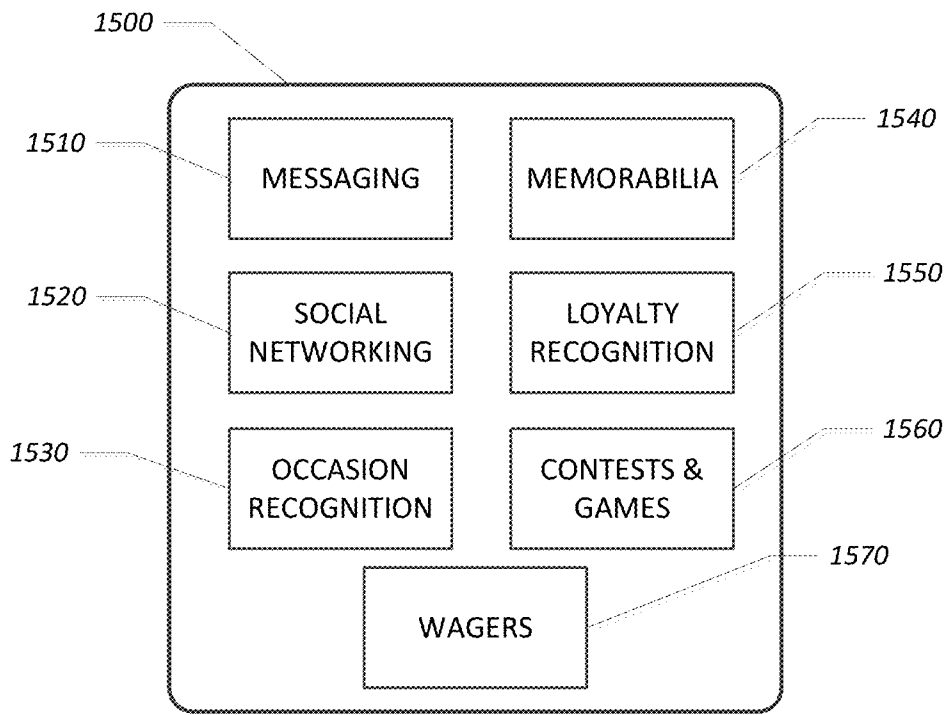 1500
1510
MESSAGING
MEMORABILIA
1540
1520
SOCIAL
NETWORKING
LOYALTY
RECOGNITION
1550
1530
OCCASION
RECOGNITION
CONTESTS &
GAMES
1560
WAGERS
1570